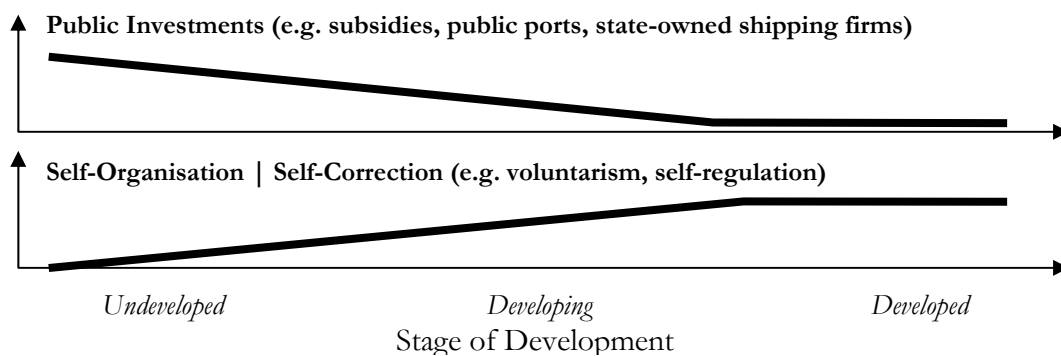 Public Investments (e.g. subsidies, public ports, state-owned shipping firms)
Self-Organisation | Self-Correction (e.g. voluntarism, self-regulation)
Undeveloped Developing Developed
Stage of Development